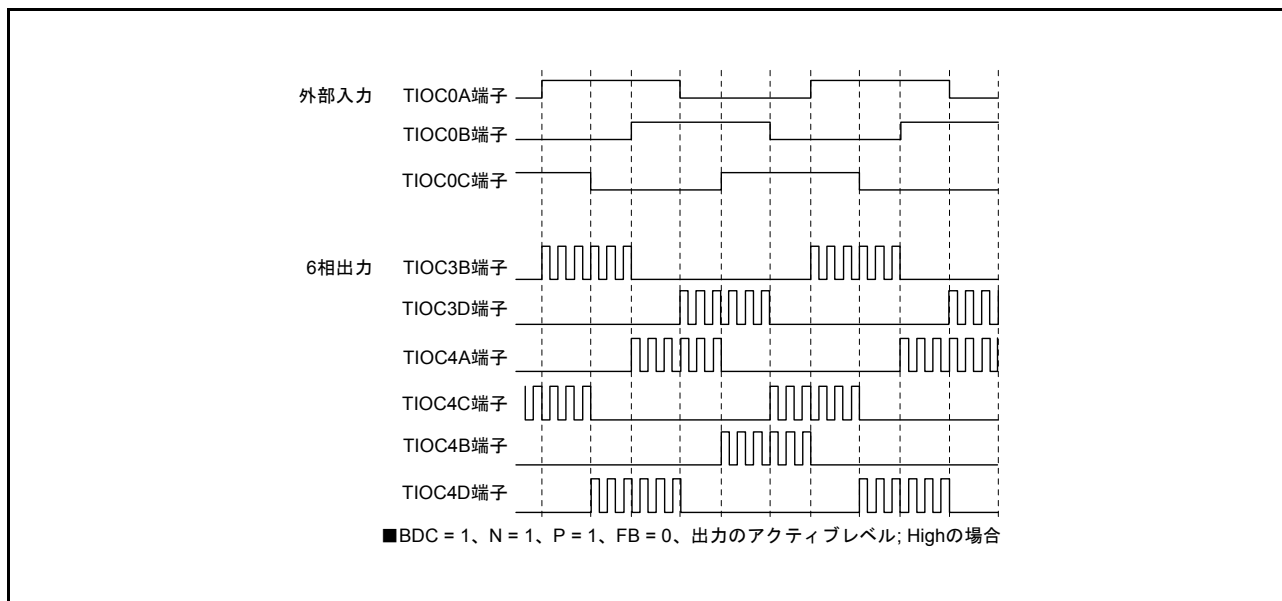 外部入力 TIOC0A端子
TIOC0B端子
TIOC0C端子
6相出力 TIOC3B端子
TIOC3D端子
TIOC4A端子
TIOC4C端子
TIOC4B端子
TIOC4D端子
■BDC = 1、N = 1、P = 1、FB = 0、出力のアクティブレベル; Highの場合